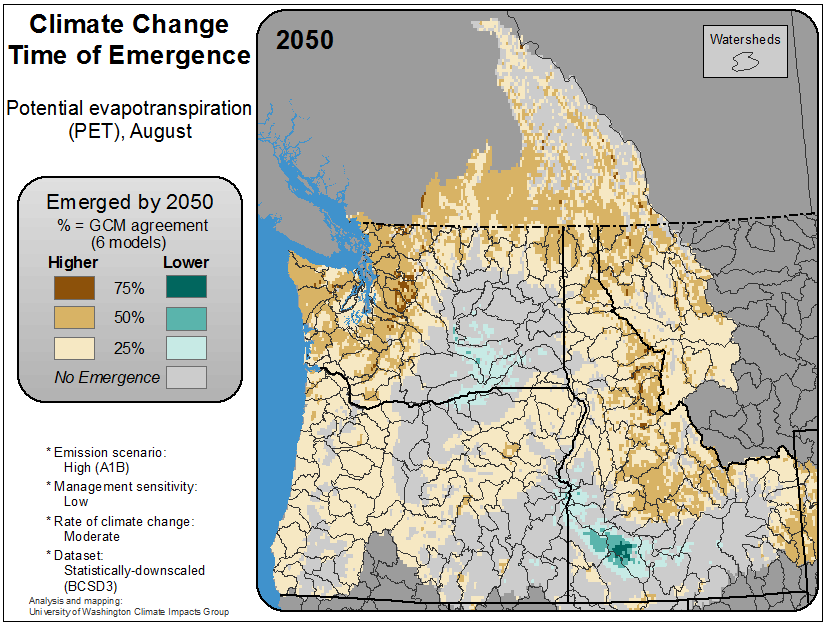 Climate Change
Time of Emergence
Potential evapotranspiration
(PET), August
Emerged by 2050
% = GCM agreement
(6 models)
Higher Lower
75%
50%
25%
No Emergence
* Emission scenario:
High (A1B)
* Management sensitivity:
Low
* Rate of climate change:
Moderate
* Dataset:
Statistically-downscaled
(BCSD3)
Analysis and mapping:
University of Washington Climate Impacts Group
2050
Watersheds